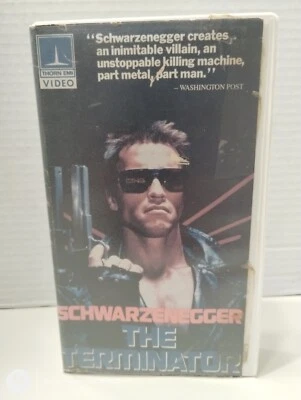 THORN EMI
VIDEO
"Schwarzenegger creates
an inimitable villain, an
unstoppable killing machine,
part metal, part man."
– WASHINGTON POST
SCHWARZENEGGER
THE
TERMINATOR